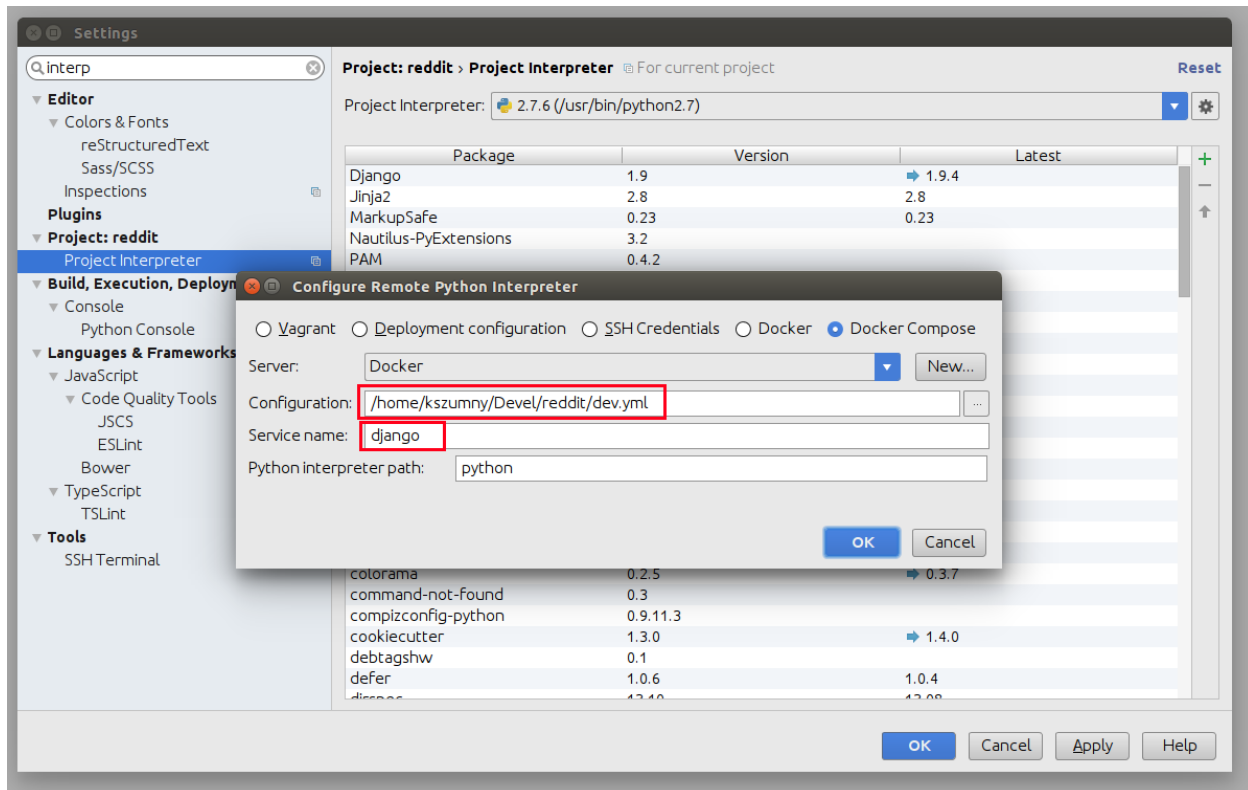 Settings
interp
Project: reddit › Project Interpreter For current project
Reset
Editor
Colors & Fonts
reStructuredText
Sass/SCSS
Inspections
Plugins
Project: reddit
Project Interpreter
Build, Execution, Deployn
Console
Python Console
Languages & Frameworks
JavaScript
Code Quality Tools
JSCS
ESLint
Bower
TypeScript
TSLint
Tools
SSH Terminal
Project Interpreter: 2.7.6 (/usr/bin/python2.7)
Package Version Latest
Django 1.9 1.9.4
Jinja2 2.8 2.8
MarkupSafe 0.23 0.23
Nautilus-PyExtensions 3.2
PAM 0.4.2
Configure Remote Python Interpreter
Vagrant Deployment configuration SSH Credentials Docker Docker Compose
Server: Docker New...
Configuration: /home/kszumny/Devel/reddit/dev.yml ...
Service name: django
Python interpreter path: python
OK Cancel
colorama 0.2.5 0.3.7
command-not-found 0.3
compizconfig-python 0.9.11.3
cookiecutter 1.3.0 1.4.0
debtagshw 0.1
defer 1.0.6 1.0.4
OK Cancel Apply Help